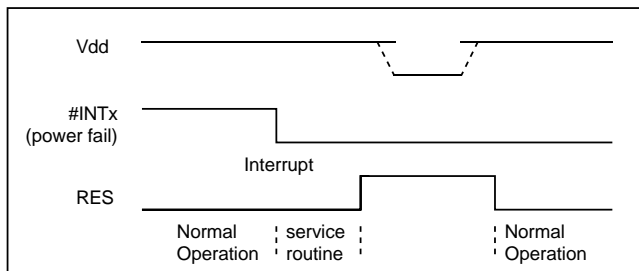 Vdd
#INTx
(power fail)
Interrupt
RES
Normal
Operation
service
routine
Normal
Operation